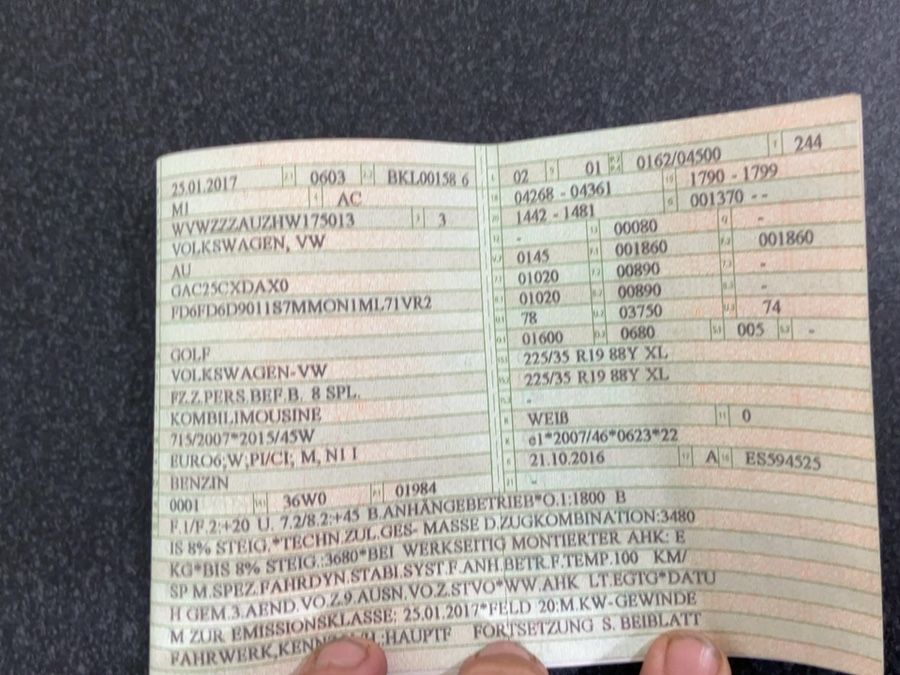 25.01.2017 0603 BKL00158 6
M1 AC
WVWZZZAUZHW175013 3
VOLKSWAGEN, VW
AU
GAC25CXDAX0
FD6FD6D9011S7MMON1ML71VR2
GOLF
VOLKSWAGEN-VW
FZ.Z.PERS.BEF.B. 8 SPL.
KOMBILIMOUSINE
715/2007*2015/45W
EURO6;W,PI/CI; M, N1 I
BENZIN
0001 36W0 01984
02 01 0162/04500 244
04268 - 04361 1790 - 1799
1442 - 1481 001370 --
- 00080 -
0145 001860 001860
01020 00890 -
01020 00890 -
78 03750 74
01600 0680 005 -
225/35 R19 88Y XL
225/35 R19 88Y XL
-
WEIß 0
e1*2007/46*0623*22
21.10.2016 A ES594525
-
F.1/F.2:+20 U. 7.2/8.2:+45 B.ANHÄNGEBETRIEB*O.1:1800 B
IS 8% STEIG.*TECHN.ZUL.GES- MASSE D.ZUGKOMBINATION:3480
KG*BIS 8% STEIG.:3680*BEI WERKSEITIG MONTIERTER AHK: E
SP M.SPEZ.FAHRDYN.STABI.SYST.F.ANH.BETR.F.TEMP.100 KM/
H GEM.3.AEND.VO.Z.9.AUSN.VO.Z.STVO*WW.AHK LT.EGTG*DATU
M ZUR EMISSIONSKLASSE: 25.01.2017*FELD 20:M.KW-GEWINDE
FAHRWERK,KENN :HAUPTF FORTSETZUNG S. BEIBLATT